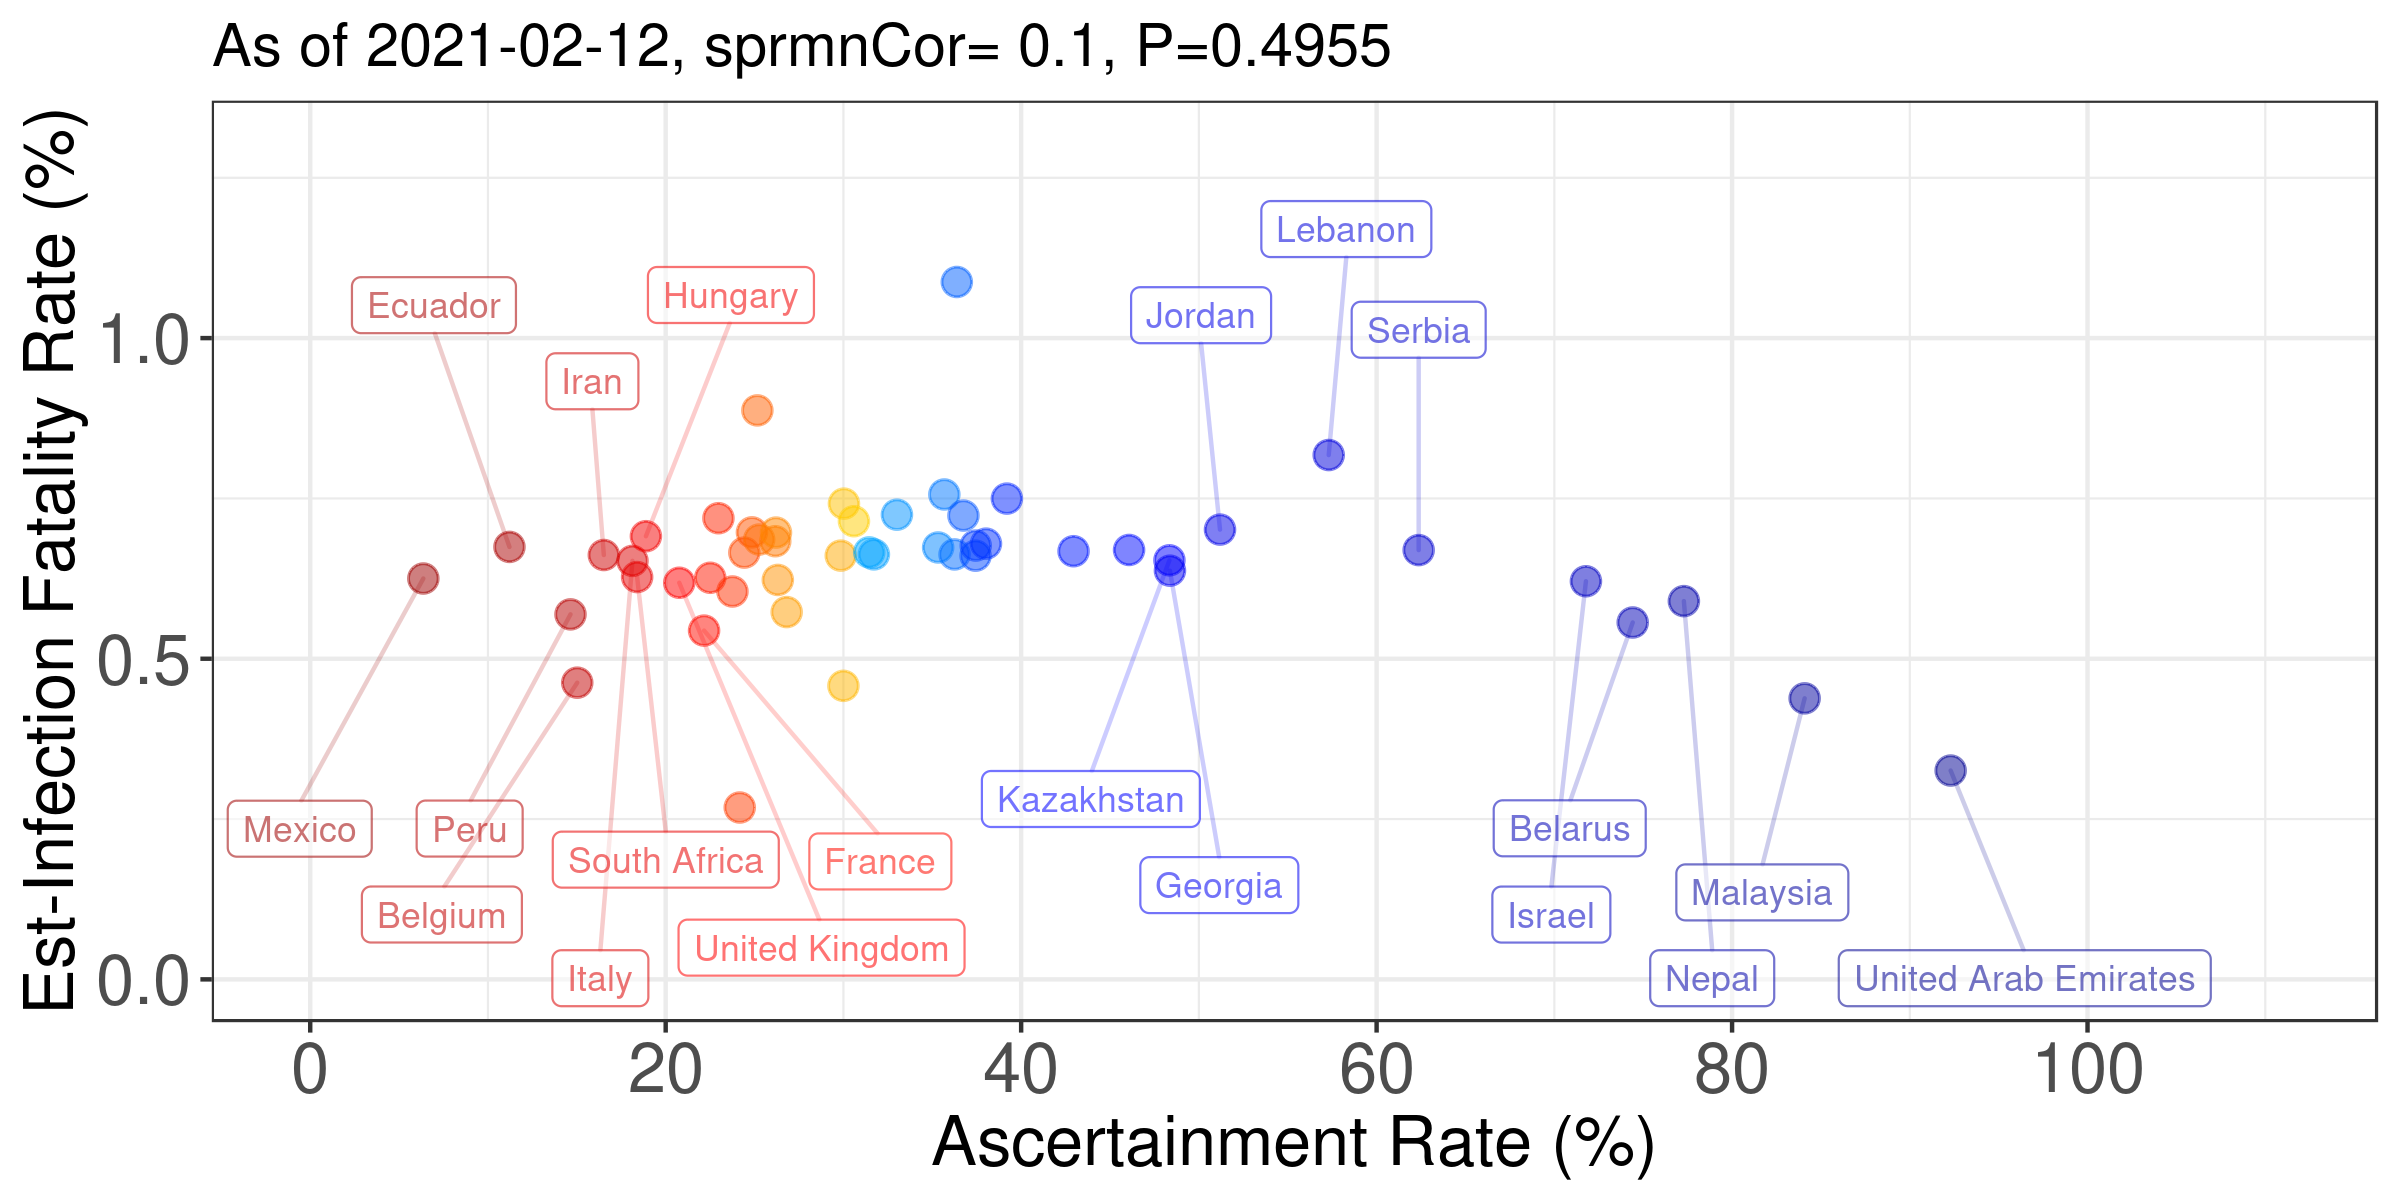 As of 2021-02-12, sprmnCor= 0.1, P=0.4955
Est-Infection Fatality Rate (%)
1.0
0.5
0.0
Lebanon
Ecuador
Hungary
Jordan
Serbia
Iran
Mexico
Peru
South Africa
France
Kazakhstan
Belarus
Belgium
Georgia
Israel
Malaysia
United Kingdom
Italy
Nepal
United Arab Emirates
0 20 40 60 80 100
Ascertainment Rate (%)